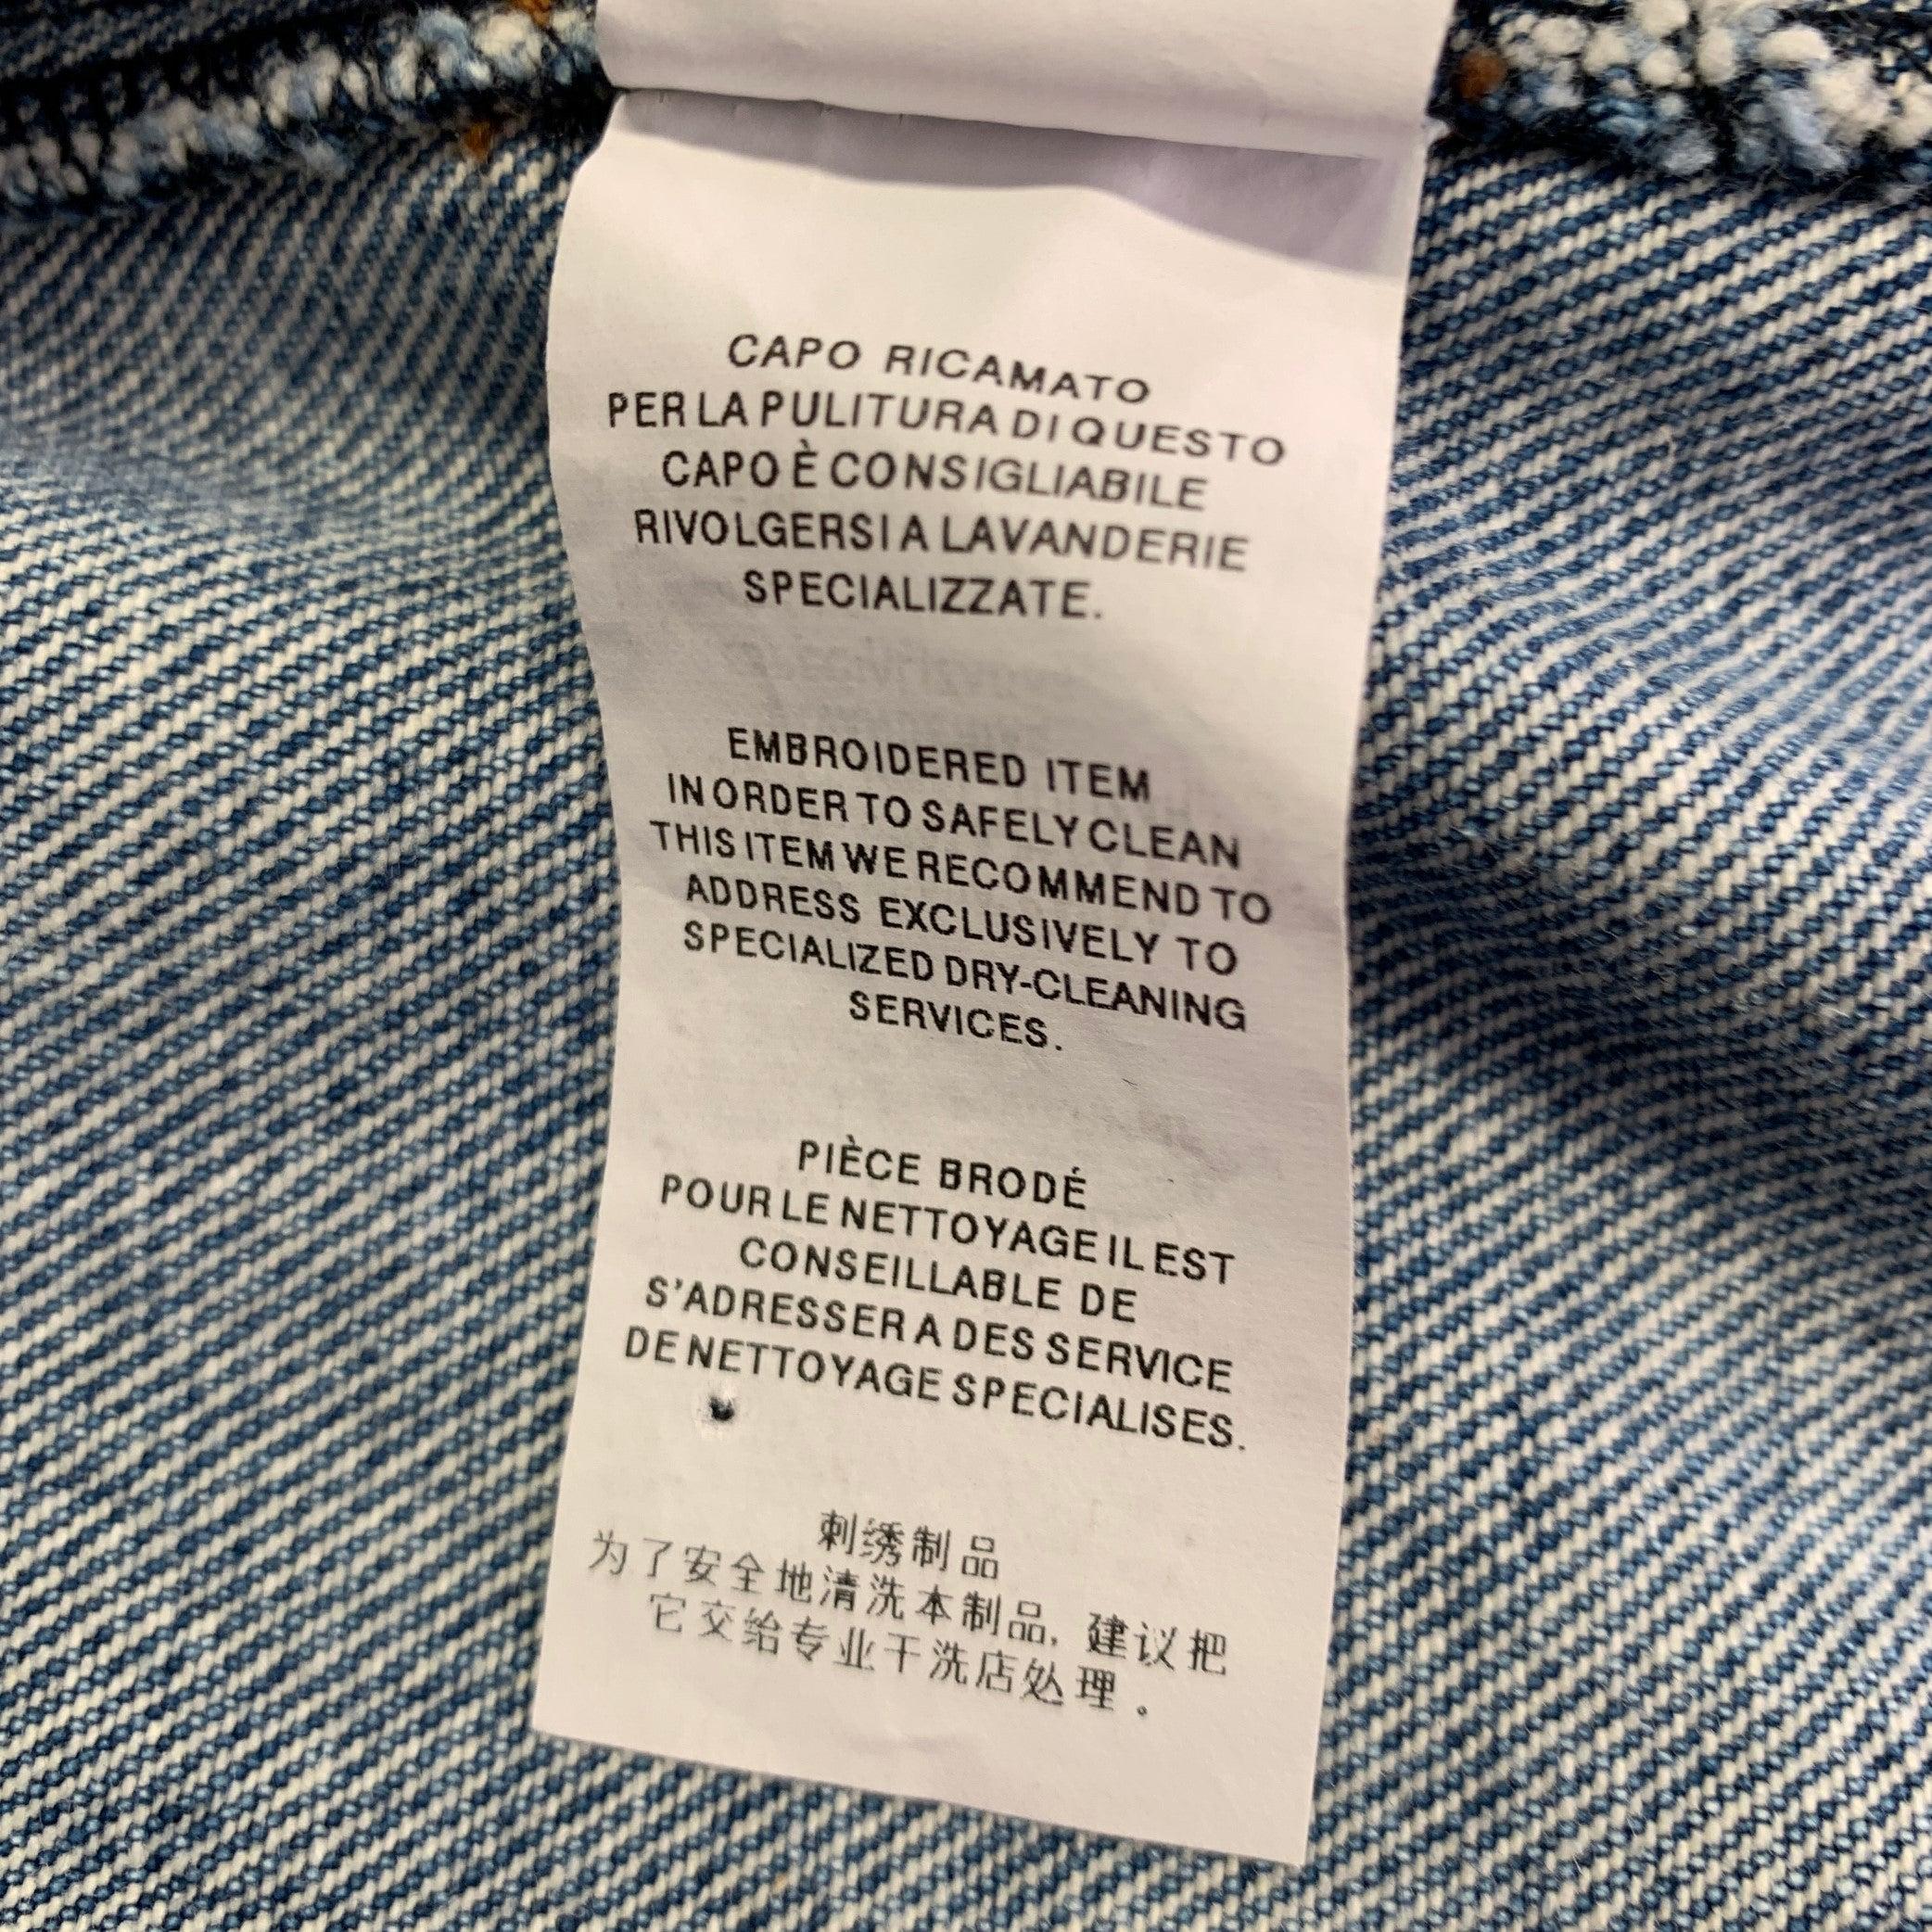 CAPO RICAMATO
PER LA PULITURA DI QUESTO
CAPO È CONSIGLIABILE
RIVOLGERSI A LAVANDERIE
SPECIALIZZATE.
EMBROIDERED ITEM
IN ORDER TO SAFELY CLEAN
THIS ITEM WE RECOMMEND TO
ADDRESS EXCLUSIVELY TO
SPECIALIZED DRY-CLEANING
SERVICES.
PIÈCE BRODÉ
POUR LE NETTOYAGE IL EST
CONSEILLABLE DE
S'ADRESSER A DES SERVICE
DE NETTOYAGE SPECIALISES.
刺绣制品
为了安全地清洗本制品, 建议把
它交给专业干洗店处理。